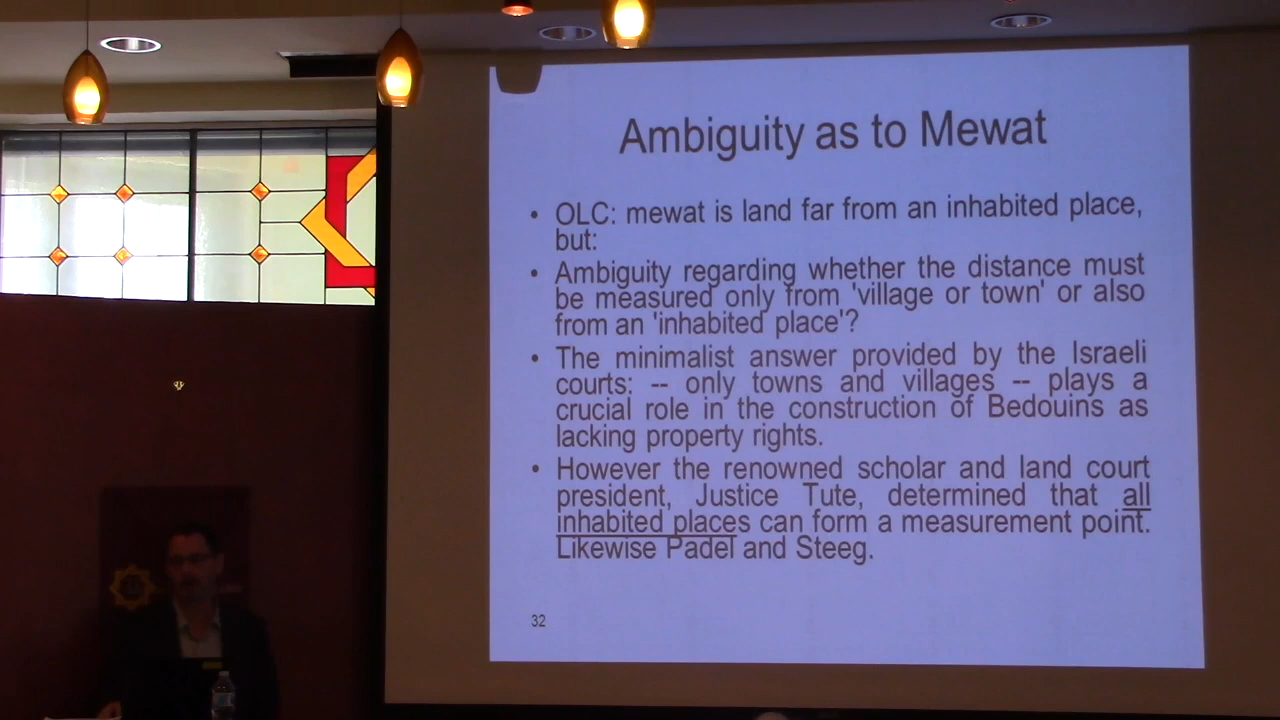 Ambiguity as to Mewat
• OLC: mewat is land far from an inhabited place,
but:
• Ambiguity regarding whether the distance must
be measured only from 'village or town' or also
from an 'inhabited place'?
• The minimalist answer provided by the Israeli
courts: -- only towns and villages -- plays a
crucial role in the construction of Bedouins as
lacking property rights.
• However the renowned scholar and land court
president, Justice Tute, determined that all
inhabited places can form a measurement point.
Likewise Padel and Steeg.
32